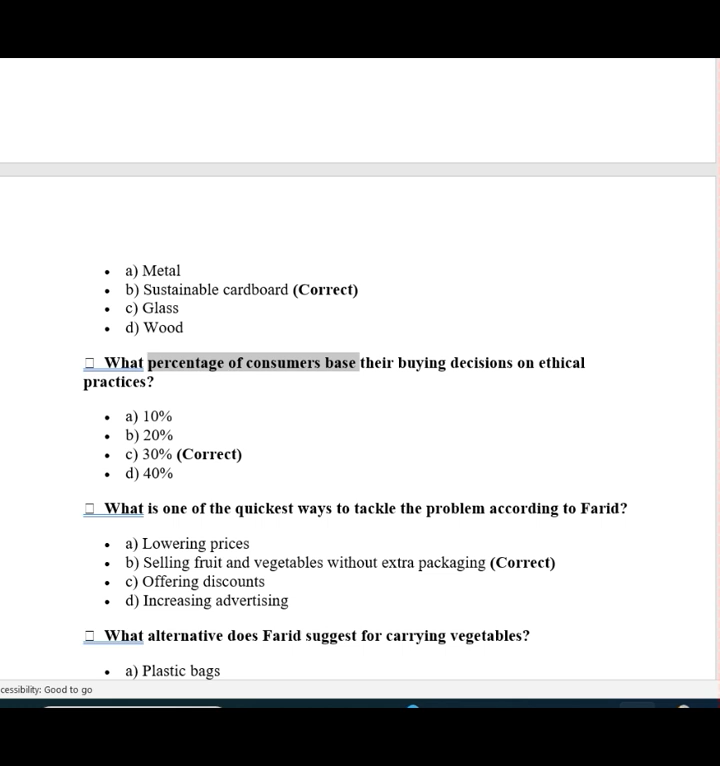 • a) Metal
• b) Sustainable cardboard (Correct)
• c) Glass
• d) Wood
□ What percentage of consumers base their buying decisions on ethical
practices?
• a) 10%
• b) 20%
• c) 30% (Correct)
• d) 40%
□ What is one of the quickest ways to tackle the problem according to Farid?
• a) Lowering prices
• b) Selling fruit and vegetables without extra packaging (Correct)
• c) Offering discounts
• d) Increasing advertising
□ What alternative does Farid suggest for carrying vegetables?
• a) Plastic bags
cessibility: Good to go